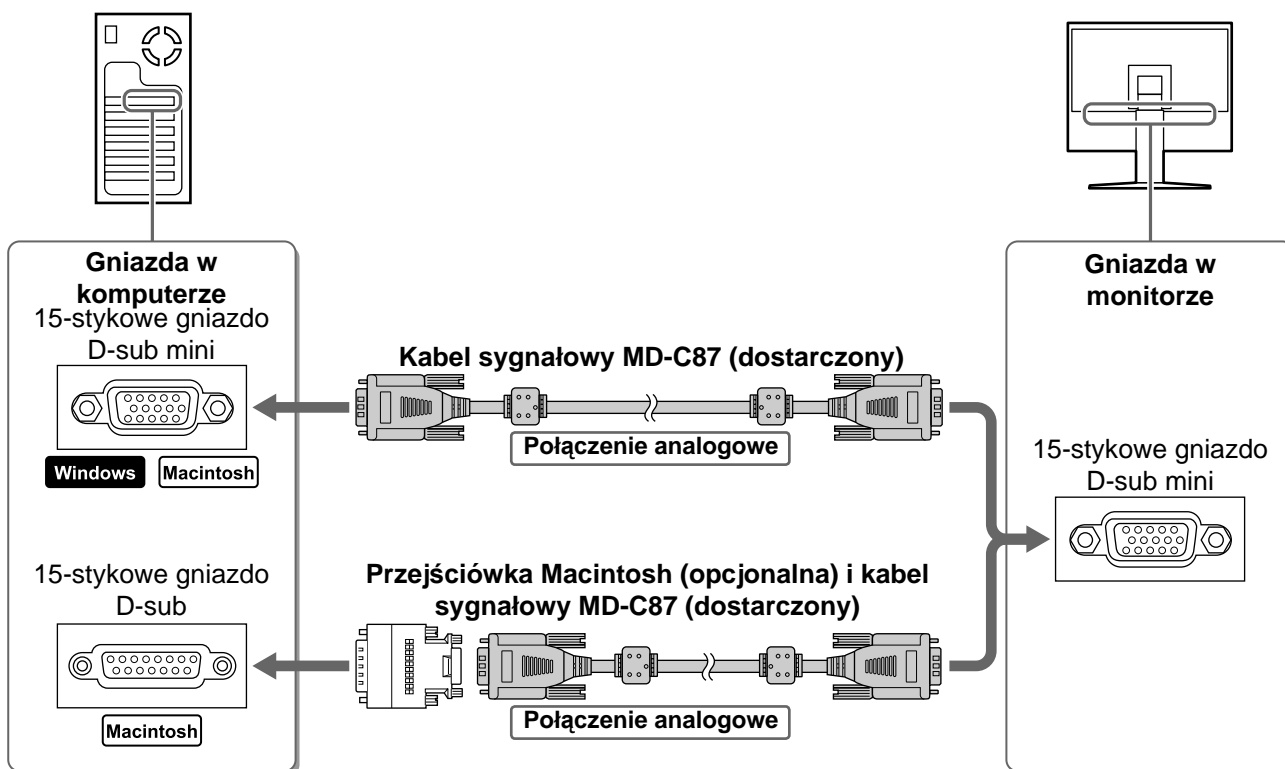 Gniazda w
komputerze
15-stykowe gniazdo
D-sub mini
Windows
Macintosh
15-stykowe gniazdo
D-sub
Macintosh
Kabel sygnałowy MD-C87 (dostarczony)
Połączenie analogowe
Przejściówka Macintosh (opcjonalna) i kabel
sygnałowy MD-C87 (dostarczony)
Połączenie analogowe
Gniazda w
monitorze
15-stykowe gniazdo
D-sub mini